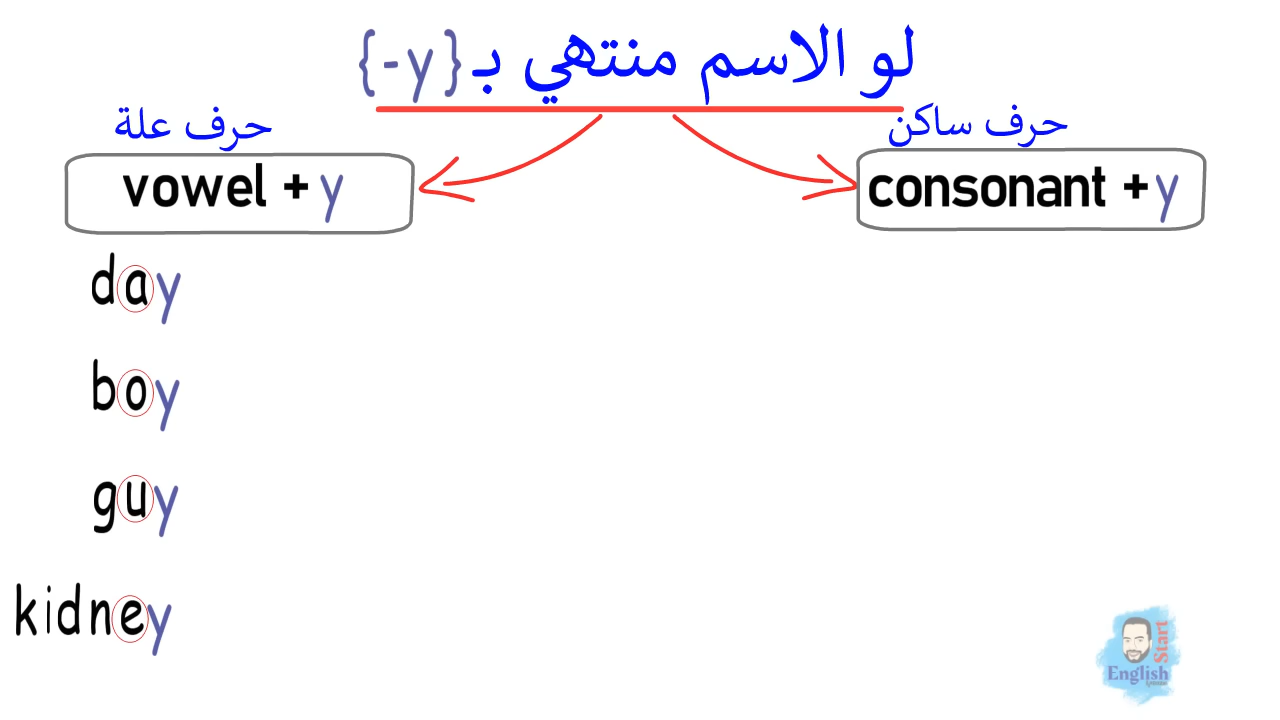 لو الاسم منتهي بـ {-y}
حرف ساكن
consonant + y
حرف علة
vowel + y
day
boy
guy
kidney
Start
English